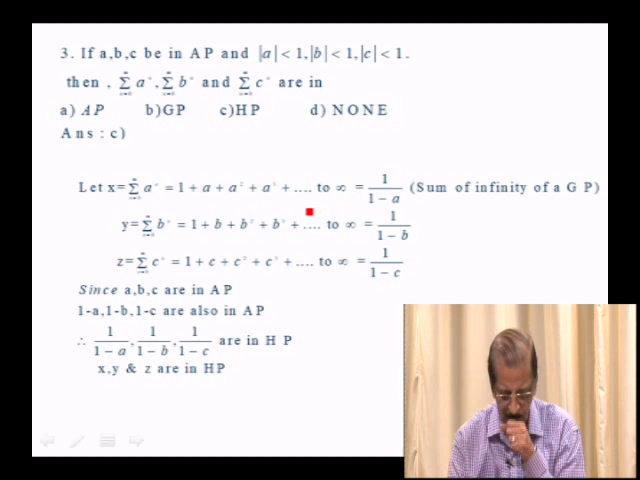 3. If a,b,c be in AP and |a| < 1, |b| < 1, |c| < 1.
then , ∑ aⁿ, ∑ bⁿ and ∑ cⁿ are in
a) AP b)GP c)HP d) NONE
Ans : c)
Let x= ∑ aⁿ = 1 + a + a² + a³ + .... to ∞ = 1/(1 − a) (Sum of infinity of a G P)
y= ∑ bⁿ = 1 + b + b² + b³ + .... to ∞ = 1/(1 − b)
z= ∑ cⁿ = 1 + c + c² + c³ + .... to ∞ = 1/(1 − c)
Since a,b,c are in AP
1-a,1-b,1-c are also in AP
∴ 1/(1 − a), 1/(1 − b), 1/(1 − c) are in H P
x,y & z are in HP